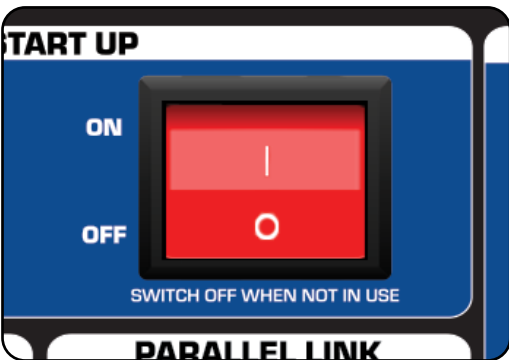 START UP
ON
I
OFF
O
SWITCH OFF WHEN NOT IN USE
PARALLEL LINK